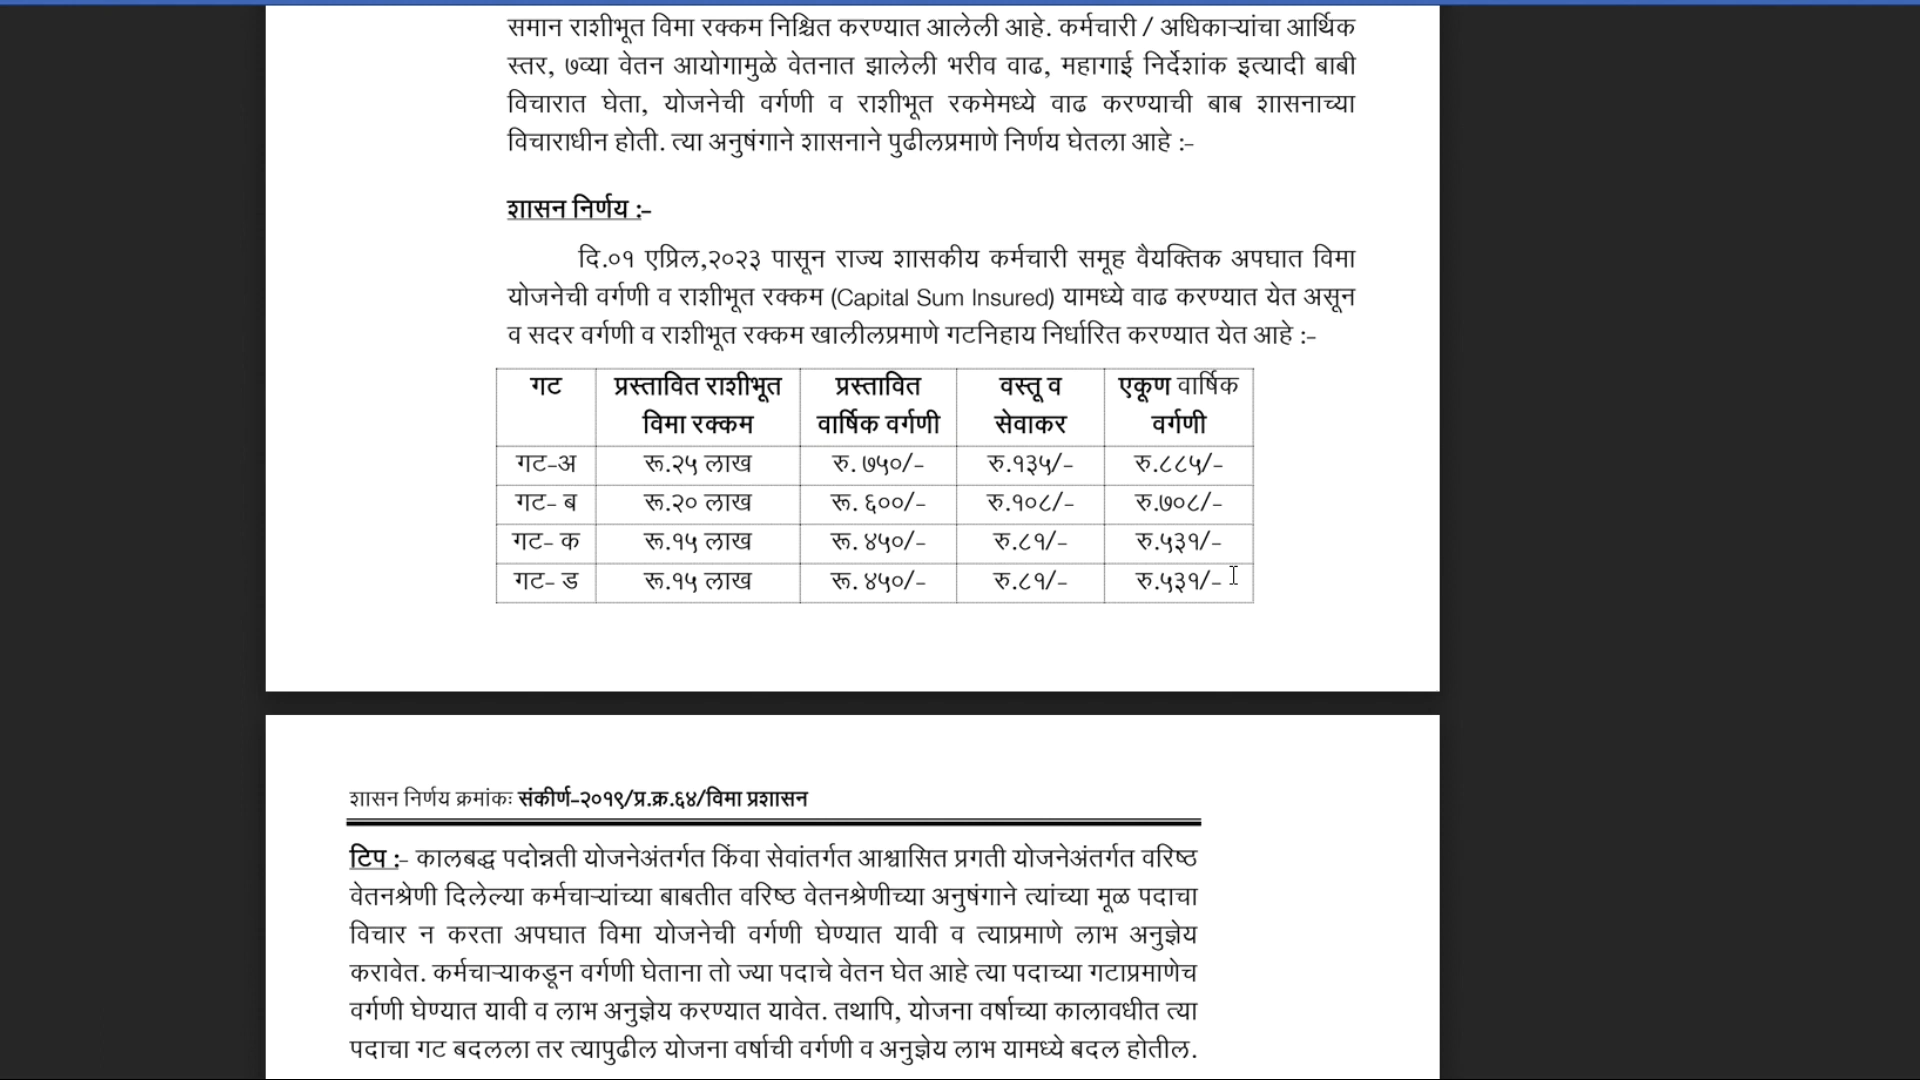 समान राशीभूत विमा रक्कम निश्चित करण्यात आलेली आहे. कर्मचारी / अधिकाऱ्यांचा आर्थिक
स्तर, ७व्या वेतन आयोगामुळे वेतनात झालेली भरीव वाढ, महागाई निर्देशांक इत्यादी बाबी
विचारात घेता, योजनेची वर्गणी व राशीभूत रकमेमध्ये वाढ करण्याची बाब शासनाच्या
विचाराधीन होती. त्या अनुषंगाने शासनाने पुढीलप्रमाणे निर्णय घेतला आहे :-
शासन निर्णय :-
दि.०१ एप्रिल,२०२३ पासून राज्य शासकीय कर्मचारी समूह वैयक्तिक अपघात विमा
योजनेची वर्गणी व राशीभूत रक्कम (Capital Sum Insured) यामध्ये वाढ करण्यात येत असून
व सदर वर्गणी व राशीभूत रक्कम खालीलप्रमाणे गटनिहाय निर्धारित करण्यात येत आहे :-
गट प्रस्तावित राशीभूत विमा रक्कम प्रस्तावित वार्षिक वर्गणी वस्तू व सेवाकर एकूण वार्षिक वर्गणी
गट-अ रू.२५ लाख रु. ७५०/- रु.१३५/- रु.८८५/-
गट- ब रू.२० लाख रू. ६००/- रु.१०८/- रु.७०८/-
गट- क रू.१५ लाख रू. ४५०/- रु.८१/- रु.५३१/-
गट- ड रू.१५ लाख रू. ४५०/- रु.८१/- रु.५३१/-
शासन निर्णय क्रमांकः संकीर्ण-२०१९/प्र.क्र.६४/विमा प्रशासन
टिप :- कालबद्ध पदोन्नती योजनेअंतर्गत किंवा सेवांतर्गत आश्वासित प्रगती योजनेअंतर्गत वरिष्ठ
वेतनश्रेणी दिलेल्या कर्मचाऱ्यांच्या बाबतीत वरिष्ठ वेतनश्रेणीच्या अनुषंगाने त्यांच्या मूळ पदाचा
विचार न करता अपघात विमा योजनेची वर्गणी घेण्यात यावी व त्याप्रमाणे लाभ अनुज्ञेय
करावेत. कर्मचाऱ्याकडून वर्गणी घेताना तो ज्या पदाचे वेतन घेत आहे त्या पदाच्या गटाप्रमाणेच
वर्गणी घेण्यात यावी व लाभ अनुज्ञेय करण्यात यावेत. तथापि, योजना वर्षाच्या कालावधीत त्या
पदाचा गट बदलला तर त्यापुढील योजना वर्षाची वर्गणी व अनुज्ञेय लाभ यामध्ये बदल होतील.